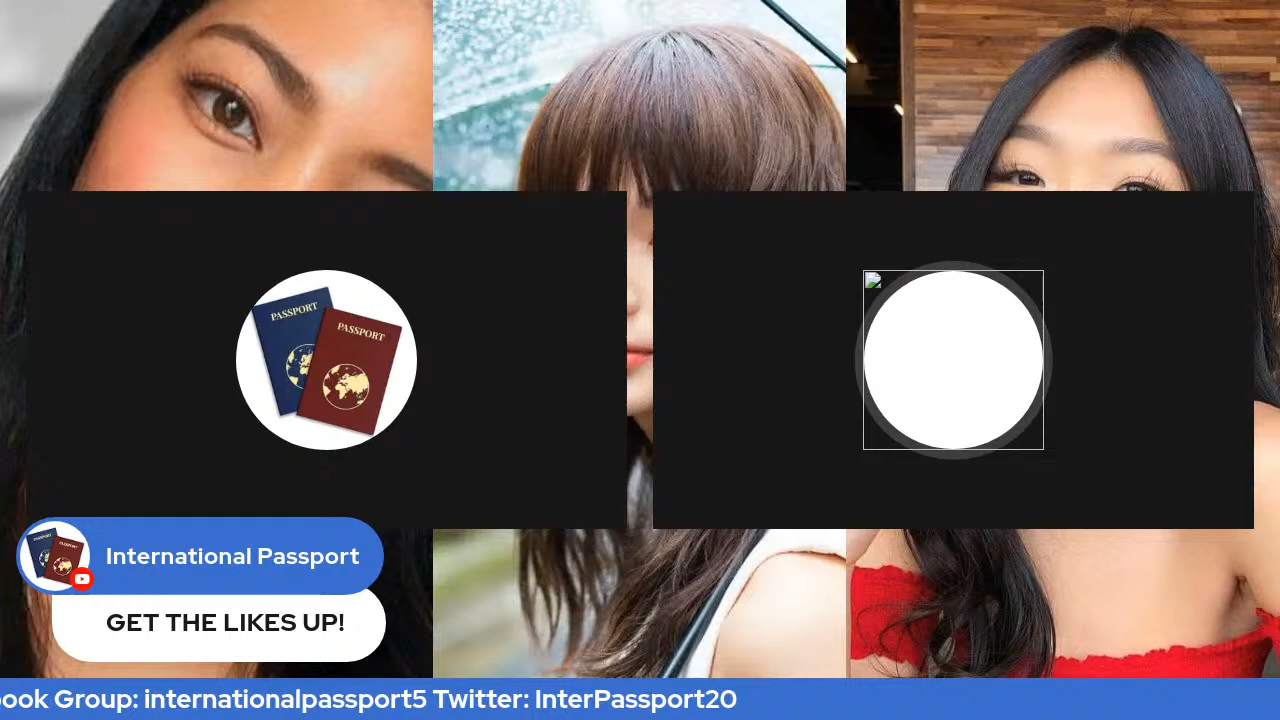 PASSPORT
PASSPORT
International Passport
GET THE LIKES UP!
ook Group: internationalpassport5 Twitter: InterPassport20